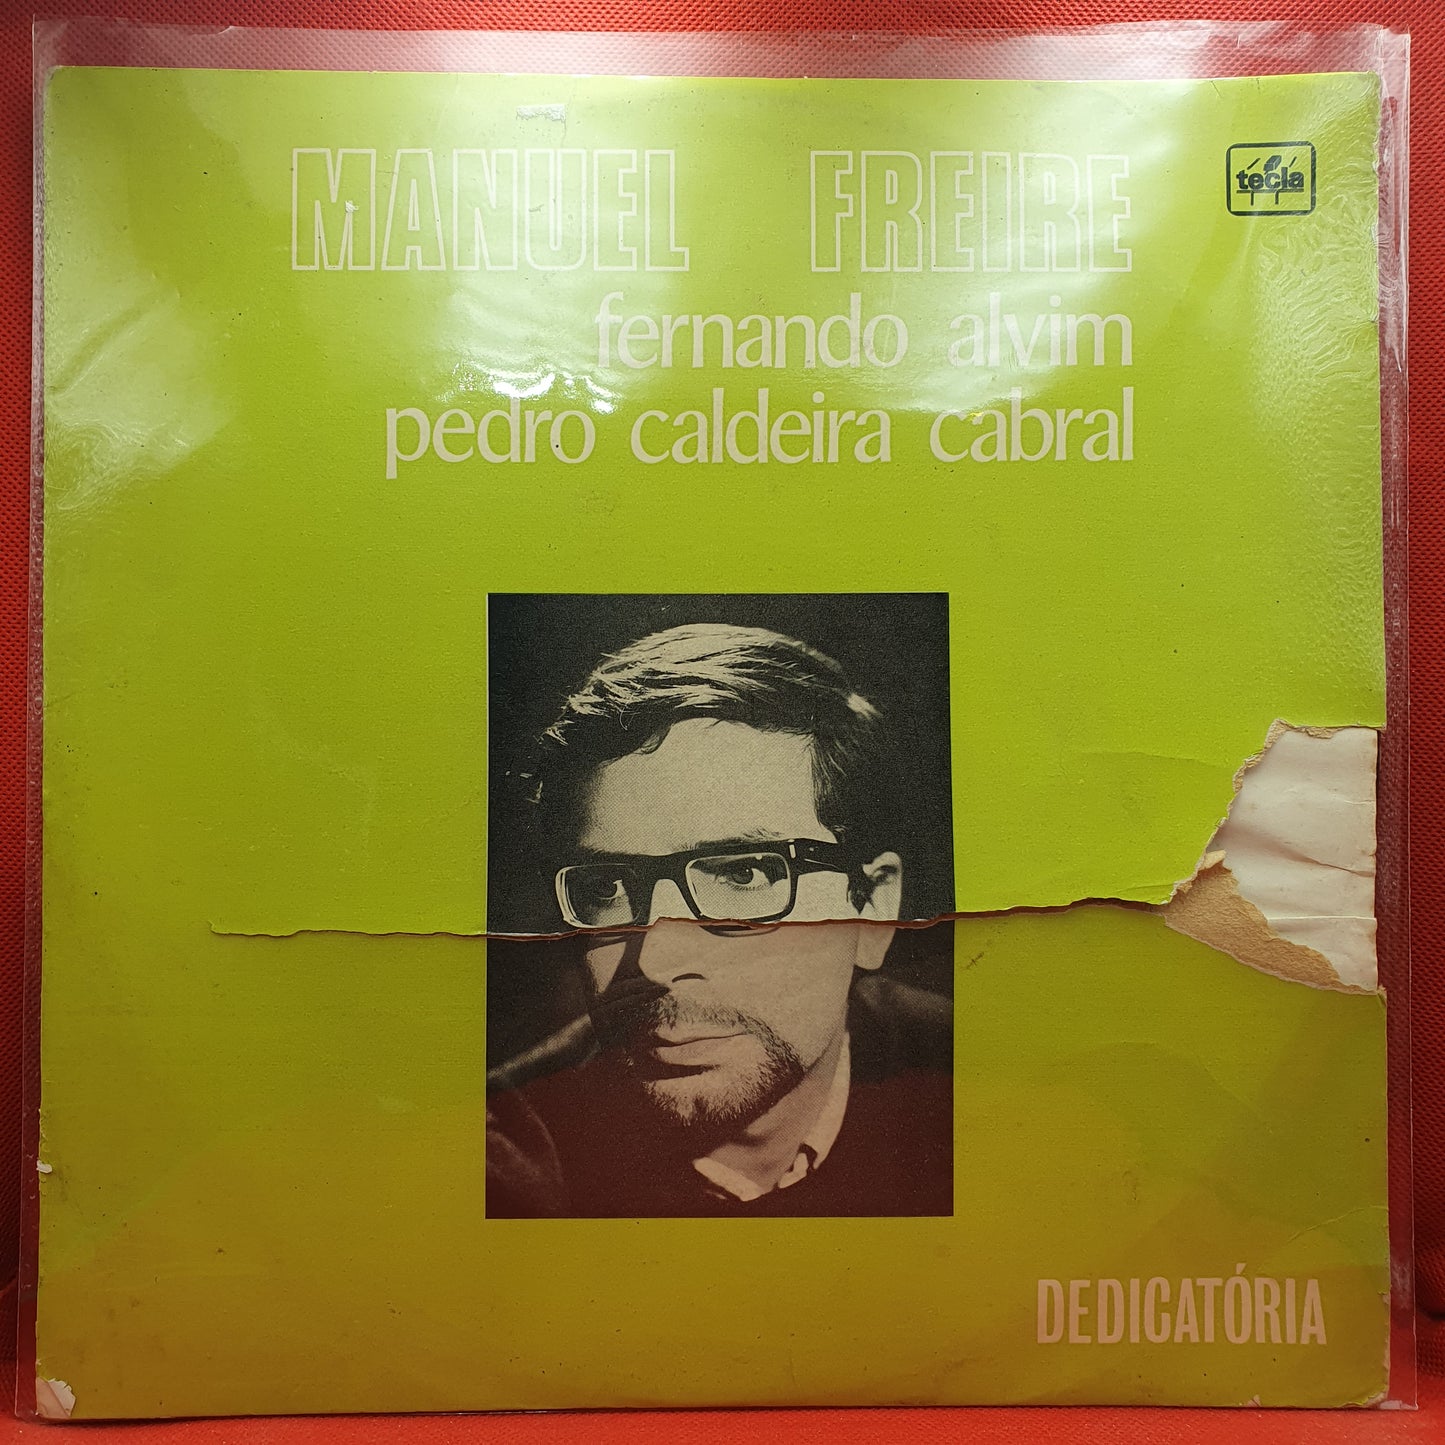 MANUEL FREIRE
tecla
fernando alvim
pedro caldeira cabral
DEDICATÓRIA